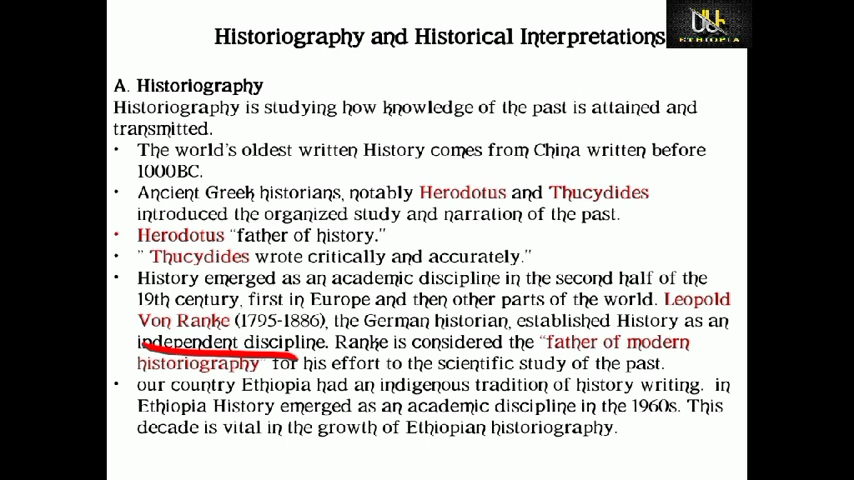 Historiography and Historical Interpretations
ETHIOPIA
A. Historiography
Historiography is studying how knowledge of the past is attained and
transmitted.
• The world's oldest written History comes from China written before
1000BC.
• Ancient Greek historians, notably Herodotus and Thucydides
introduced the organized study and narration of the past.
• Herodotus "father of history."
• " Thucydides wrote critically and accurately."
• History emerged as an academic discipline in the second half of the
19th century, first in Europe and then other parts of the world. Leopold
Von Ranke (1795-1886), the German historian, established History as an
independent discipline. Ranke is considered the "father of modern
historiography" for his effort to the scientific study of the past.
• our country Ethiopia had an indigenous tradition of history writing. in
Ethiopia History emerged as an academic discipline in the 1960s. This
decade is vital in the growth of Ethiopian historiography.